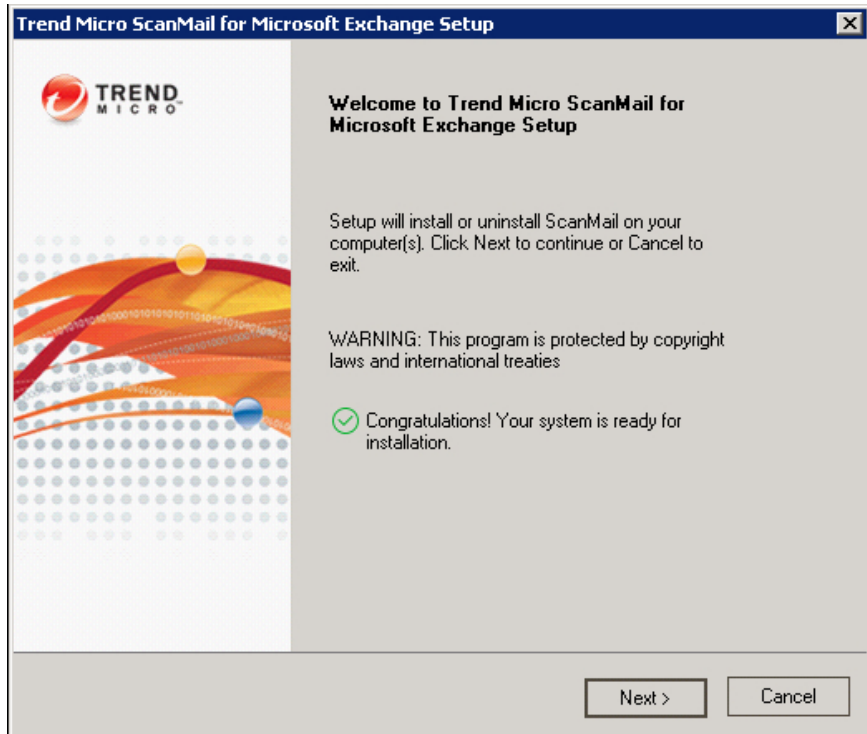 Trend Micro ScanMail for Microsoft Exchange Setup
TREND
MICRO™
Welcome to Trend Micro ScanMail for
Microsoft Exchange Setup
Setup will install or uninstall ScanMail on your
computer(s). Click Next to continue or Cancel to
exit.
WARNING: This program is protected by copyright
laws and international treaties
Congratulations! Your system is ready for
installation.
Next >
Cancel